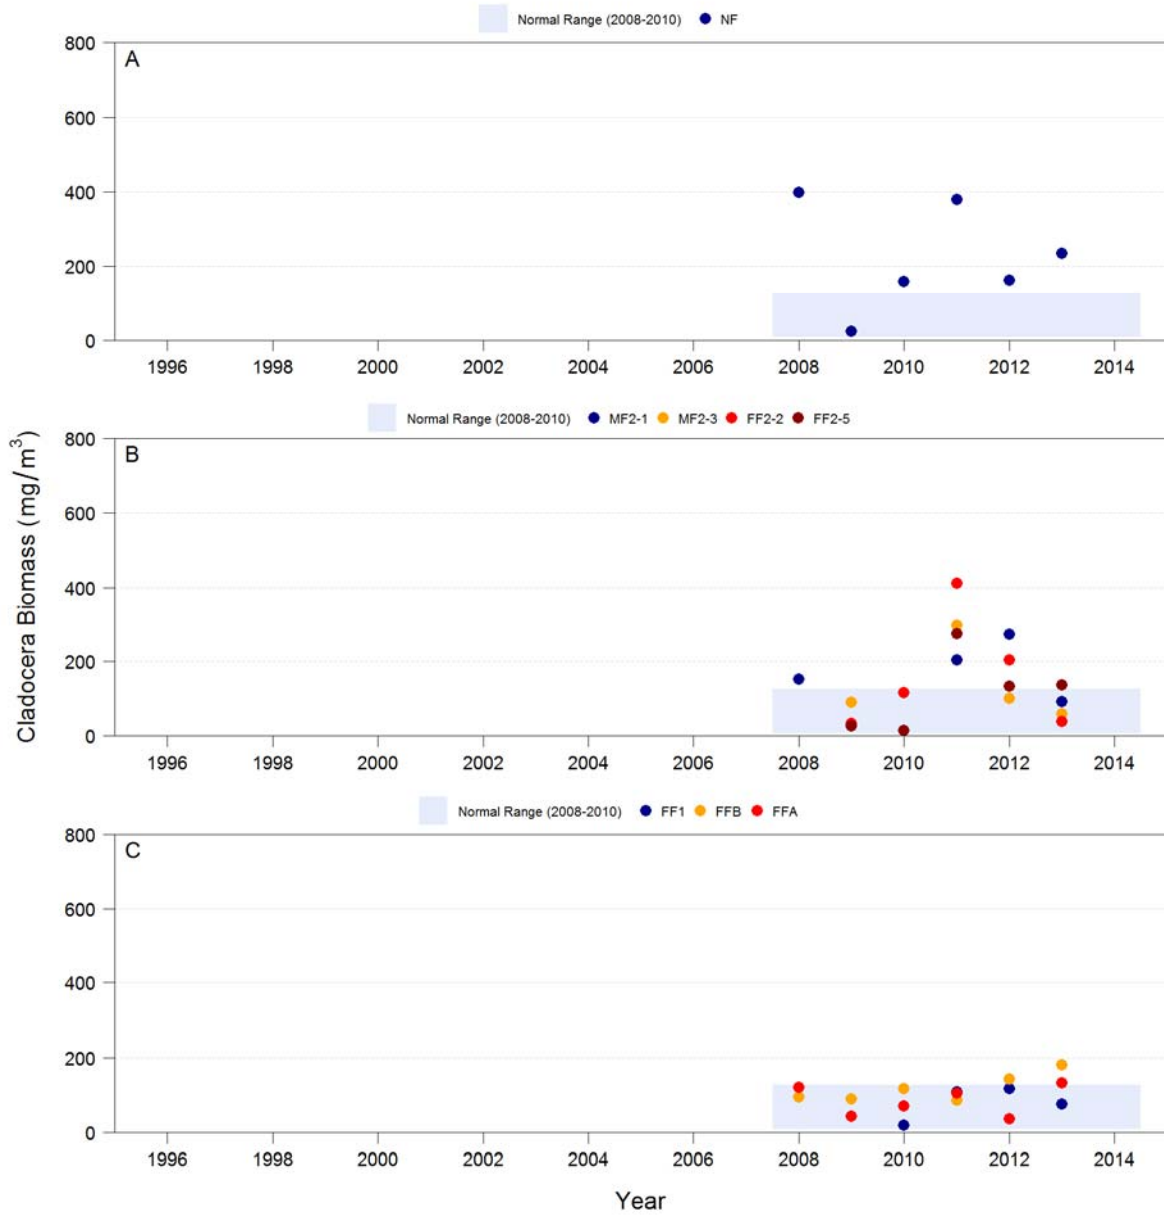 Normal Range (2008-2010) NF
A
800
600
400
200
0
1996 1998 2000 2002 2004 2006 2008 2010 2012 2014
Normal Range (2008-2010) MF2-1 MF2-3 FF2-2 FF2-5
B
800
600
400
200
0
1996 1998 2000 2002 2004 2006 2008 2010 2012 2014
Cladocera Biomass (mg/m³)
Normal Range (2008-2010) FF1 FFB FFA
C
800
600
400
200
0
1996 1998 2000 2002 2004 2006 2008 2010 2012 2014
Year